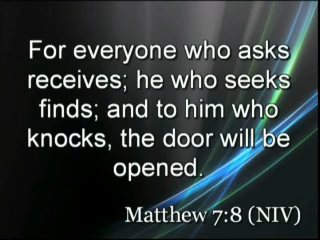 For everyone who asks
receives; he who seeks
finds; and to him who
knocks, the door will be
opened.
Matthew 7:8 (NIV)